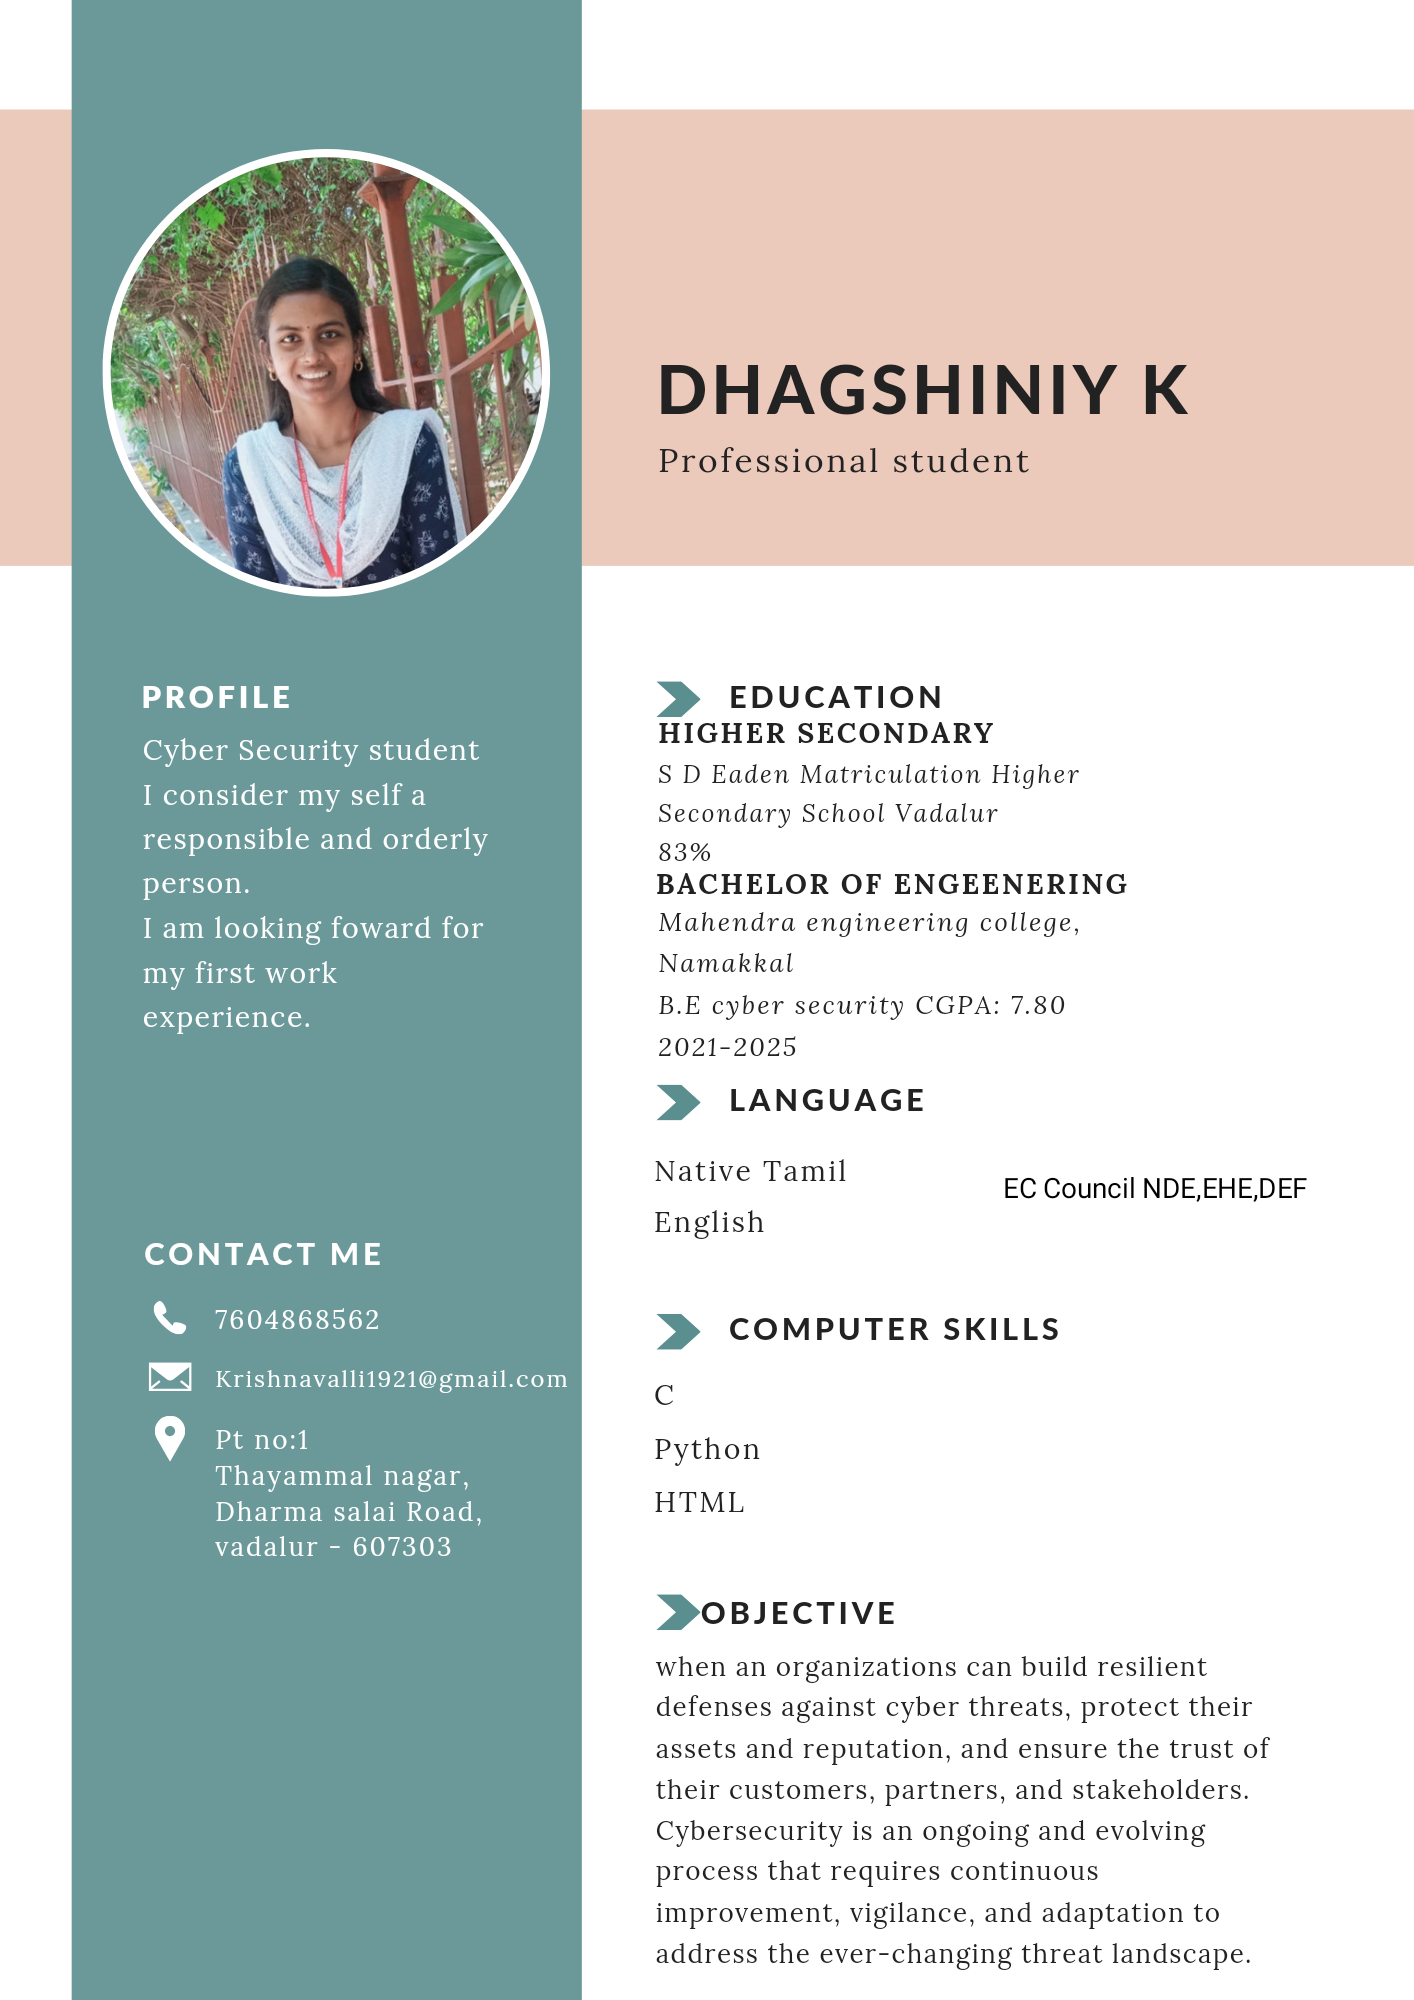 DHAGSHINIY K
Professional student
PROFILE
Cyber Security student
I consider my self a
responsible and orderly
person.
I am looking foward for
my first work
experience.
CONTACT ME
7604868562
Krishnavalli1921@gmail.com
Pt no:1
Thayammal nagar,
Dharma salai Road,
vadalur - 607303
EDUCATION
HIGHER SECONDARY
S D Eaden Matriculation Higher
Secondary School Vadalur
83%
BACHELOR OF ENGEENERING
Mahendra engineering college,
Namakkal
B.E cyber security CGPA: 7.80
2021-2025
LANGUAGE
Native Tamil
English
EC Council NDE,EHE,DEF
COMPUTER SKILLS
C
Python
HTML
OBJECTIVE
when an organizations can build resilient
defenses against cyber threats, protect their
assets and reputation, and ensure the trust of
their customers, partners, and stakeholders.
Cybersecurity is an ongoing and evolving
process that requires continuous
improvement, vigilance, and adaptation to
address the ever-changing threat landscape.